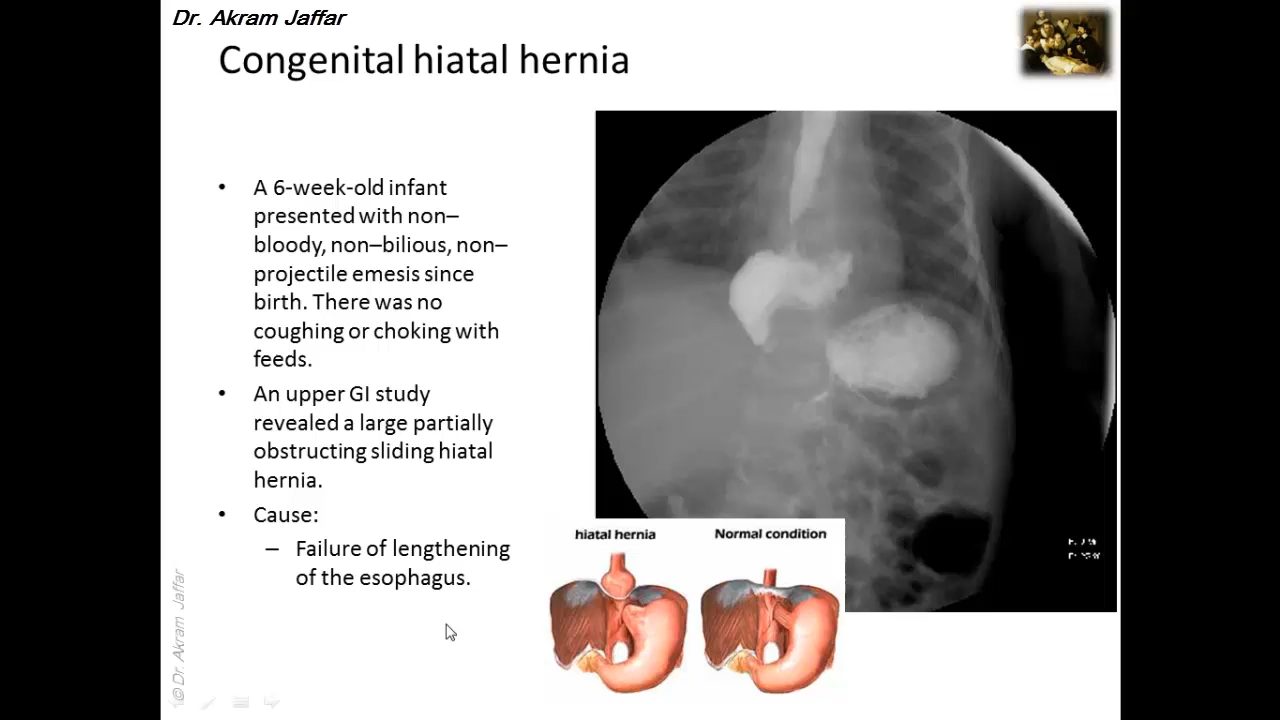 Dr. Akram Jaffar
Congenital hiatal hernia
• A 6-week-old infant
presented with non–
bloody, non–bilious, non–
projectile emesis since
birth. There was no
coughing or choking with
feeds.
• An upper GI study
revealed a large partially
obstructing sliding hiatal
hernia.
• Cause:
– Failure of lengthening
of the esophagus.
hiatal hernia
Normal condition
© Dr. Akram Jaffar